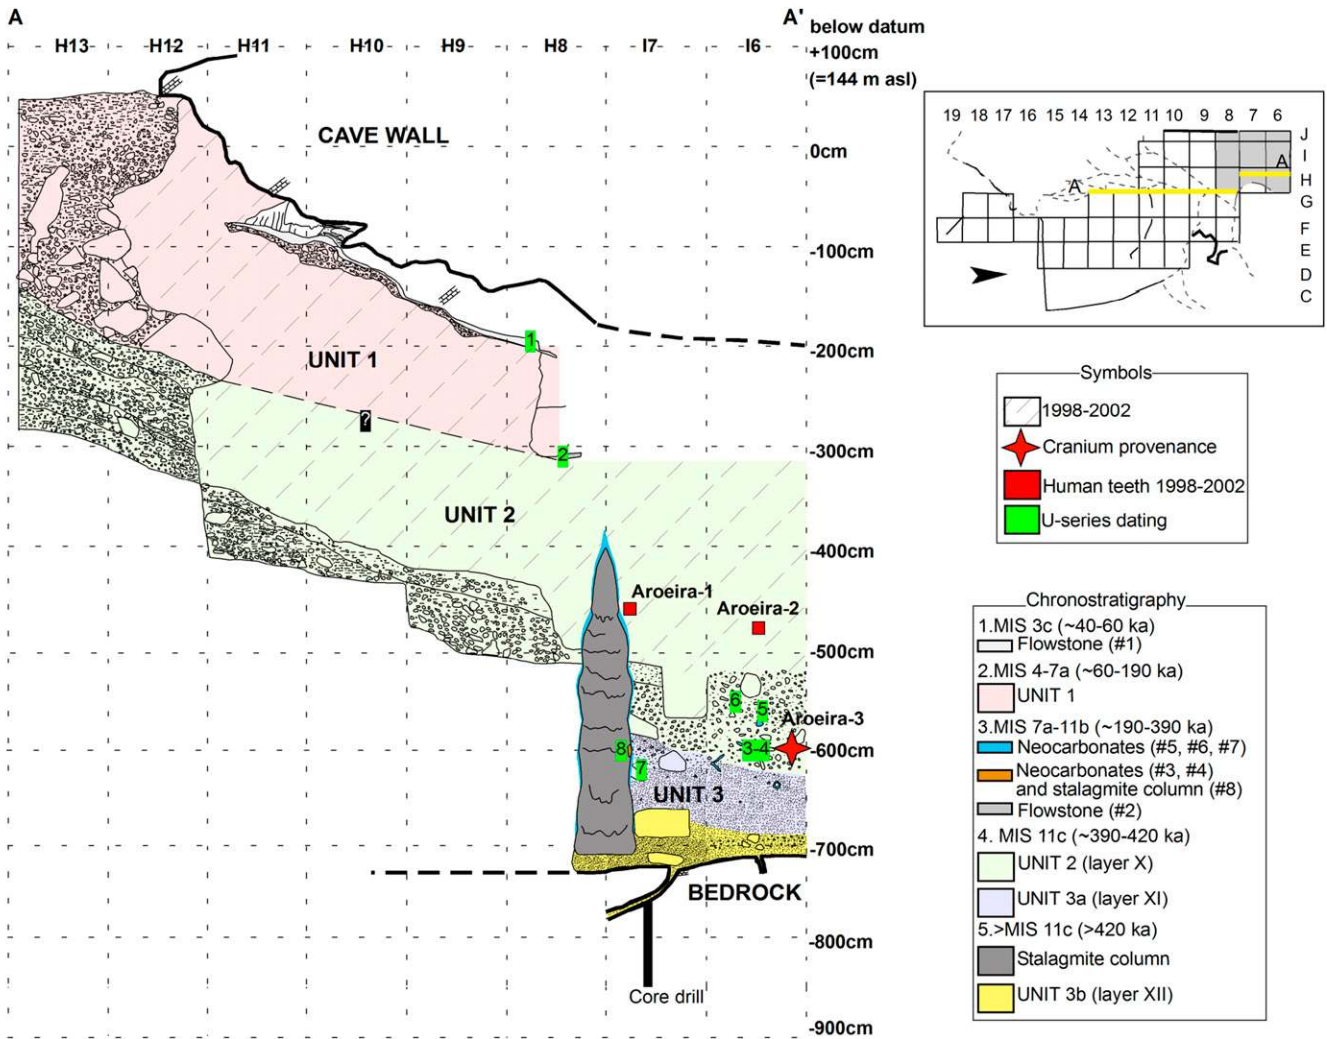 A
A'
below datum
+100cm
(=144 m asl)
H13
H12
H11
H10
H9
H8
I7
I6
CAVE WALL
0cm
-100cm
-200cm
-300cm
-400cm
-500cm
-600cm
-700cm
-800cm
-900cm
1
UNIT 1
?
2
UNIT 2
Aroeira-1
Aroeira-2
6
5
Aroeira-3
8
3-4
7
UNIT 3
BEDROCK
Core drill
19 18 17 16 15 14 13 12 11 10 9 8 7 6
J
I
H
G
F
E
D
C
A
A'
Symbols
1998-2002
Cranium provenance
Human teeth 1998-2002
U-series dating
Chronostratigraphy
1.MIS 3c (~40-60 ka)
Flowstone (#1)
2.MIS 4-7a (~60-190 ka)
UNIT 1
3.MIS 7a-11b (~190-390 ka)
Neocarbonates (#5, #6, #7)
Neocarbonates (#3, #4)
and stalagmite column (#8)
Flowstone (#2)
4. MIS 11c (~390-420 ka)
UNIT 2 (layer X)
UNIT 3a (layer XI)
5.>MIS 11c (>420 ka)
Stalagmite column
UNIT 3b (layer XII)